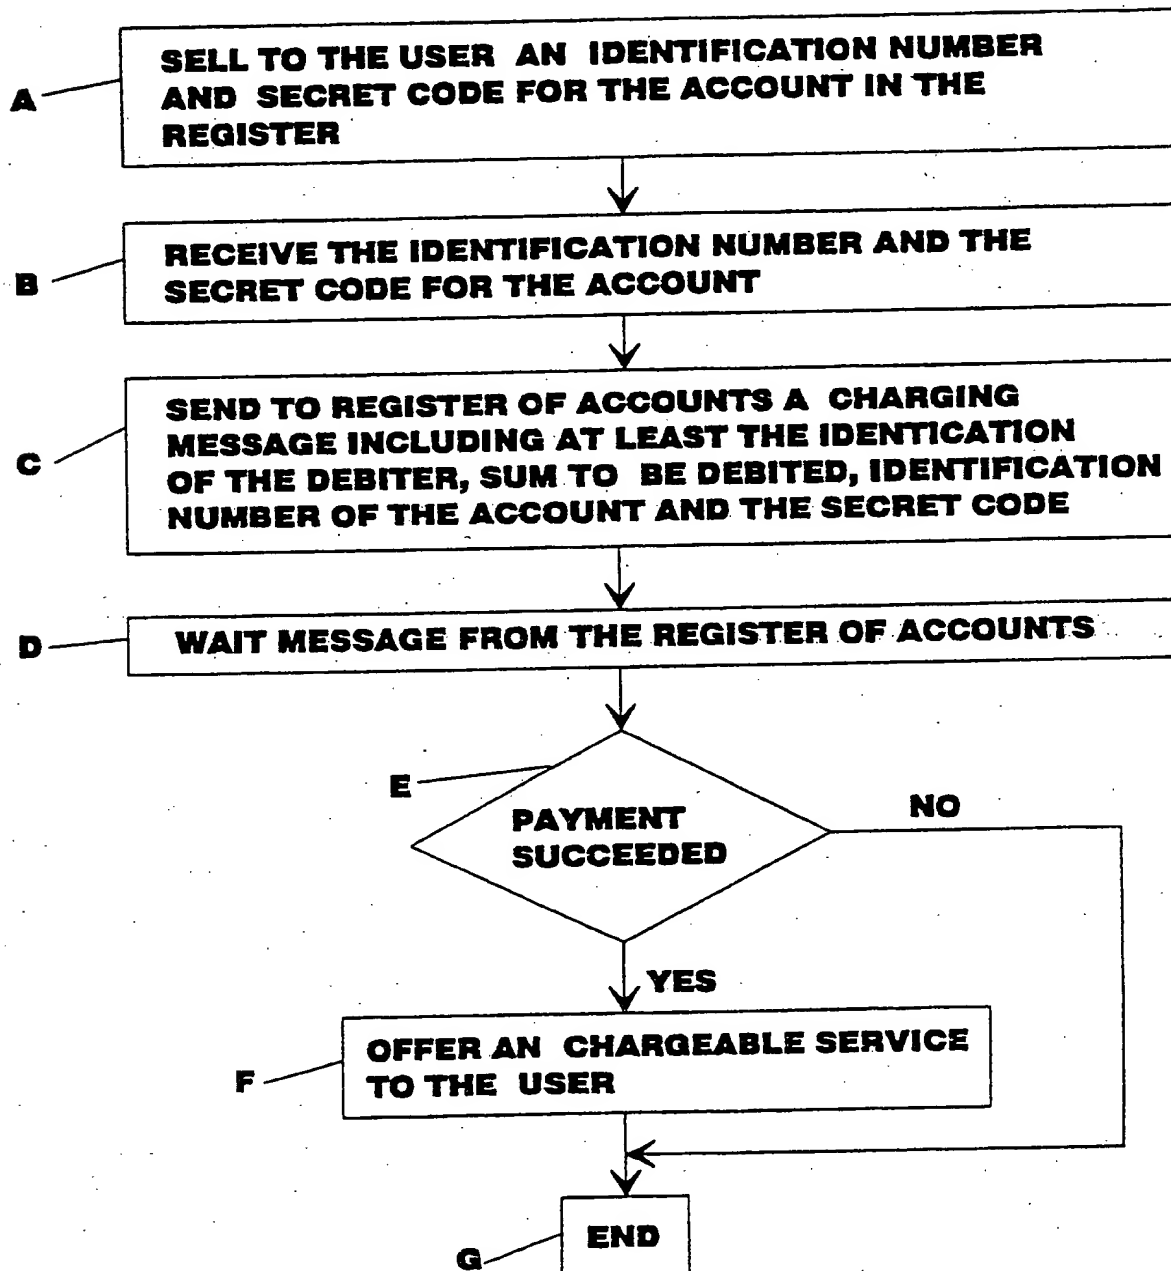 A
SELL TO THE USER AN IDENTIFICATION NUMBER
AND SECRET CODE FOR THE ACCOUNT IN THE
REGISTER
B
RECEIVE THE IDENTIFICATION NUMBER AND THE
SECRET CODE FOR THE ACCOUNT
C
SEND TO REGISTER OF ACCOUNTS A CHARGING
MESSAGE INCLUDING AT LEAST THE IDENTICATION
OF THE DEBITER, SUM TO BE DEBITED, IDENTIFICATION
NUMBER OF THE ACCOUNT AND THE SECRET CODE
D
WAIT MESSAGE FROM THE REGISTER OF ACCOUNTS
E
PAYMENT
SUCCEEDED
NO
YES
F
OFFER AN CHARGEABLE SERVICE
TO THE USER
G
END